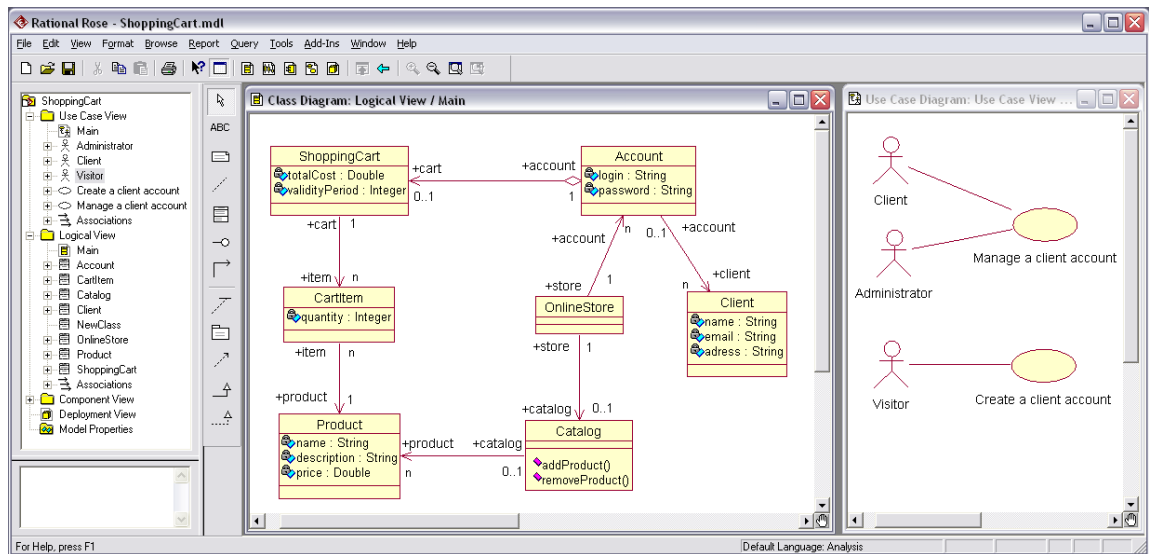 Rational Rose - ShoppingCart.mdl
File Edit View Format Browse Report Query Tools Add-Ins Window Help
ShoppingCart
Use Case View
Main
Administrator
Client
Visitor
Create a client account
Manage a client account
Associations
Logical View
Main
Account
CartItem
Catalog
Client
NewClass
OnlineStore
Product
ShoppingCart
Associations
Component View
Deployment View
Model Properties
ABC
Class Diagram: Logical View / Main
ShoppingCart
totalCost : Double
validityPeriod : Integer
+cart
0..1
+account
1
Account
login : String
password : String
+cart 1
+item n
CartItem
quantity : Integer
+item n
+product 1
Product
name : String
description : String
price : Double
+account n
+store 1
OnlineStore
+store 1
+catalog 0..1
Catalog
addProduct()
removeProduct()
+product
n
+catalog
0..1
0..1 +account
+client
n
Client
name : String
email : String
adress : String
Use Case Diagram: Use Case View ...
Client
Manage a client account
Administrator
Visitor
Create a client account
For Help, press F1
Default Language: Analysis